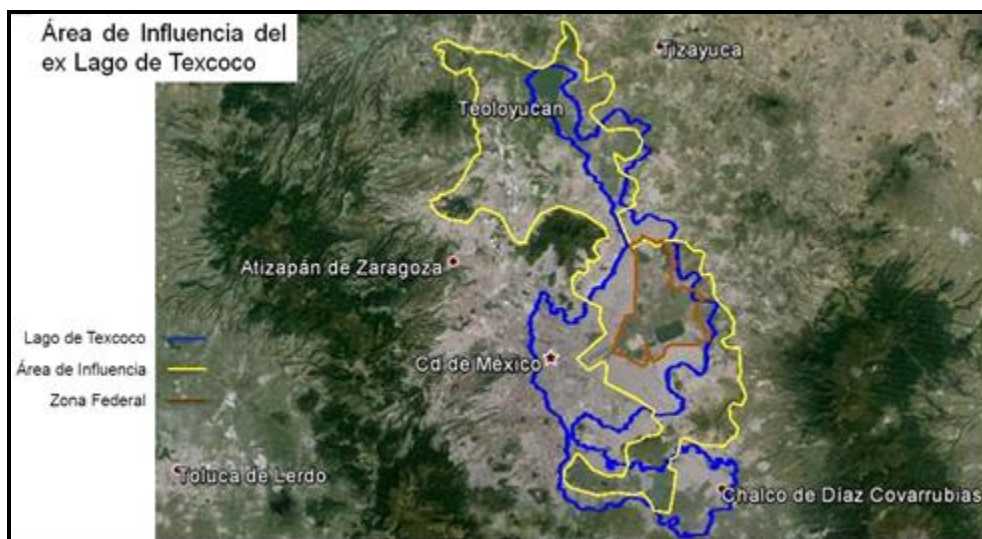 Área de Influencia del
ex Lago de Texcoco
Tizayuca
Teoloyucan
Atizapán de Zaragoza
Lago de Texcoco
Área de Influencia
Cd de México
Zona Federal
Toluca de Lerdo
Chalco de Díaz Covarrubias